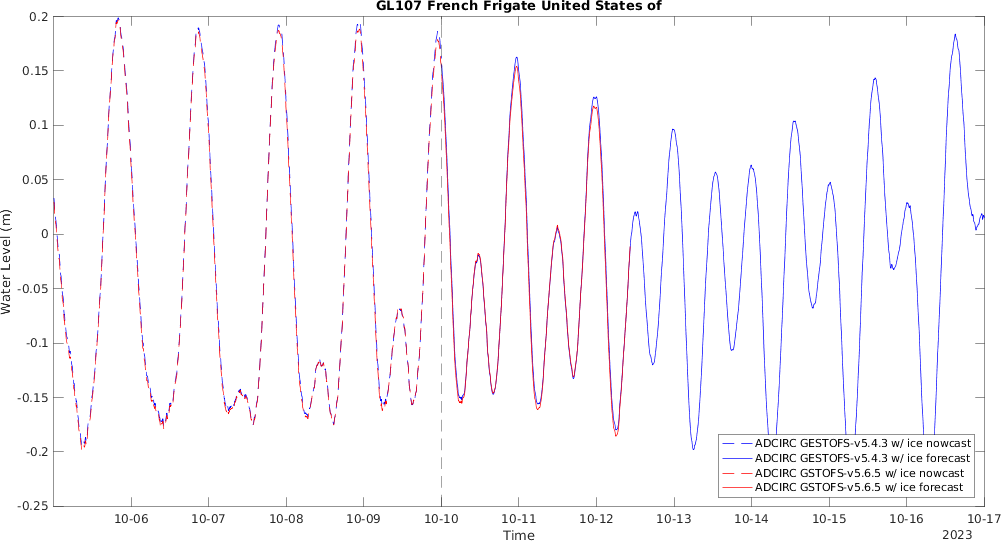 GL107 French Frigate United States of
0.2
0.15
0.1
0.05
0
-0.05
-0.1
-0.15
-0.2
-0.25
Water Level (m)
ADCIRC GESTOFS-v5.4.3 w/ ice nowcast
ADCIRC GESTOFS-v5.4.3 w/ ice forecast
ADCIRC GSTOFS-v5.6.5 w/ ice nowcast
ADCIRC GSTOFS-v5.6.5 w/ ice forecast
10-06 10-07 10-08 10-09 10-10 10-11 10-12 10-13 10-14 10-15 10-16 10-17
Time
2023